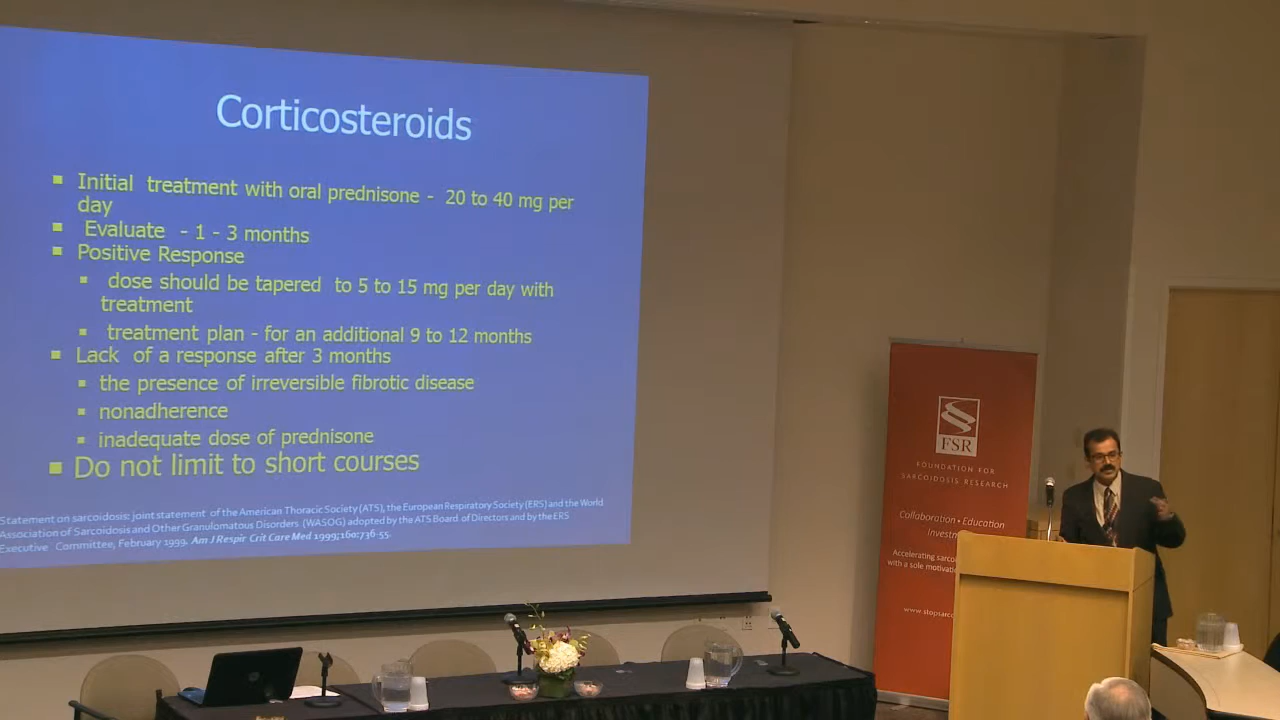 Corticosteroids
▪ Initial treatment with oral prednisone - 20 to 40 mg per
day
▪ Evaluate - 1 - 3 months
▪ Positive Response
▪ dose should be tapered to 5 to 15 mg per day with
treatment
▪ treatment plan - for an additional 9 to 12 months
▪ Lack of a response after 3 months
▪ the presence of irreversible fibrotic disease
▪ nonadherence
▪ inadequate dose of prednisone
▪ Do not limit to short courses
Statement on sarcoidosis: joint statement of the American Thoracic Society (ATS), the European Respiratory Society (ERS) and the World
Association of Sarcoidosis and Other Granulomatous Disorders (WASOG) adopted by the ATS Board of Directors and by the ERS
Executive Committee, February 1999. Am J Respir Crit Care Med 1999;160:736-55.
FSR
FOUNDATION FOR
SARCOIDOSIS RESEARCH
Collaboration • Education
Investm
Accelerating sarco
with a sole motivatio
www.stopsarco